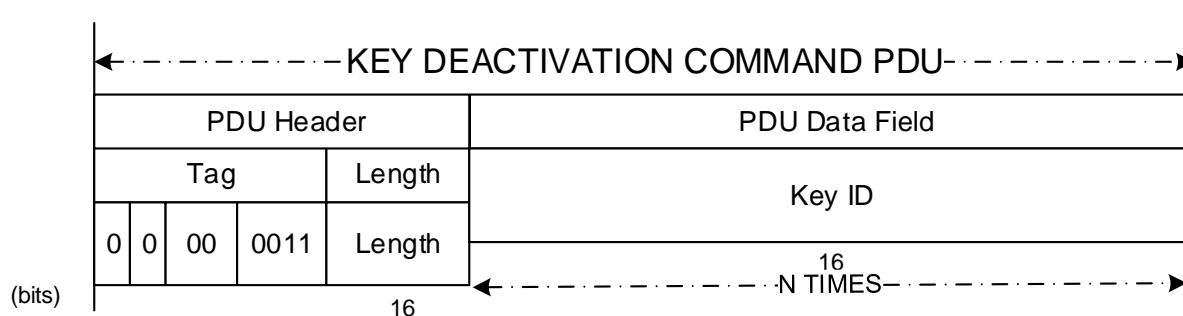 KEY DEACTIVATION COMMAND PDU
PDU Header PDU Data Field
Tag Length Key ID
0 0 00 0011 Length
16
N TIMES
(bits)
16